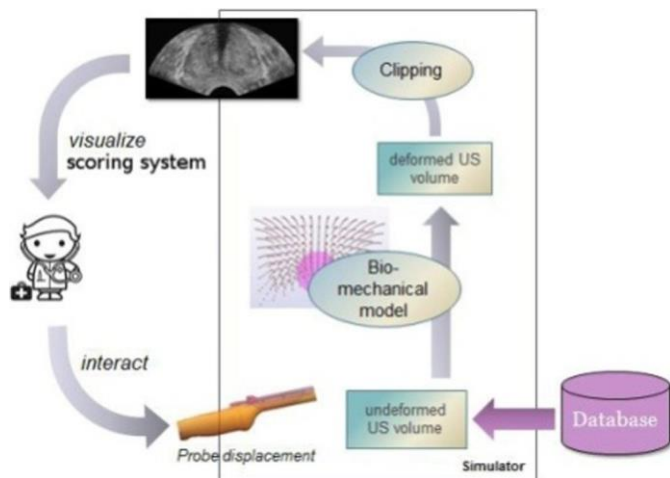 Clipping
visualize
scoring system
deformed US
volume
Bio-
mechanical
model
interact
undeformed
US volume
Database
Probe displacement
Simulator